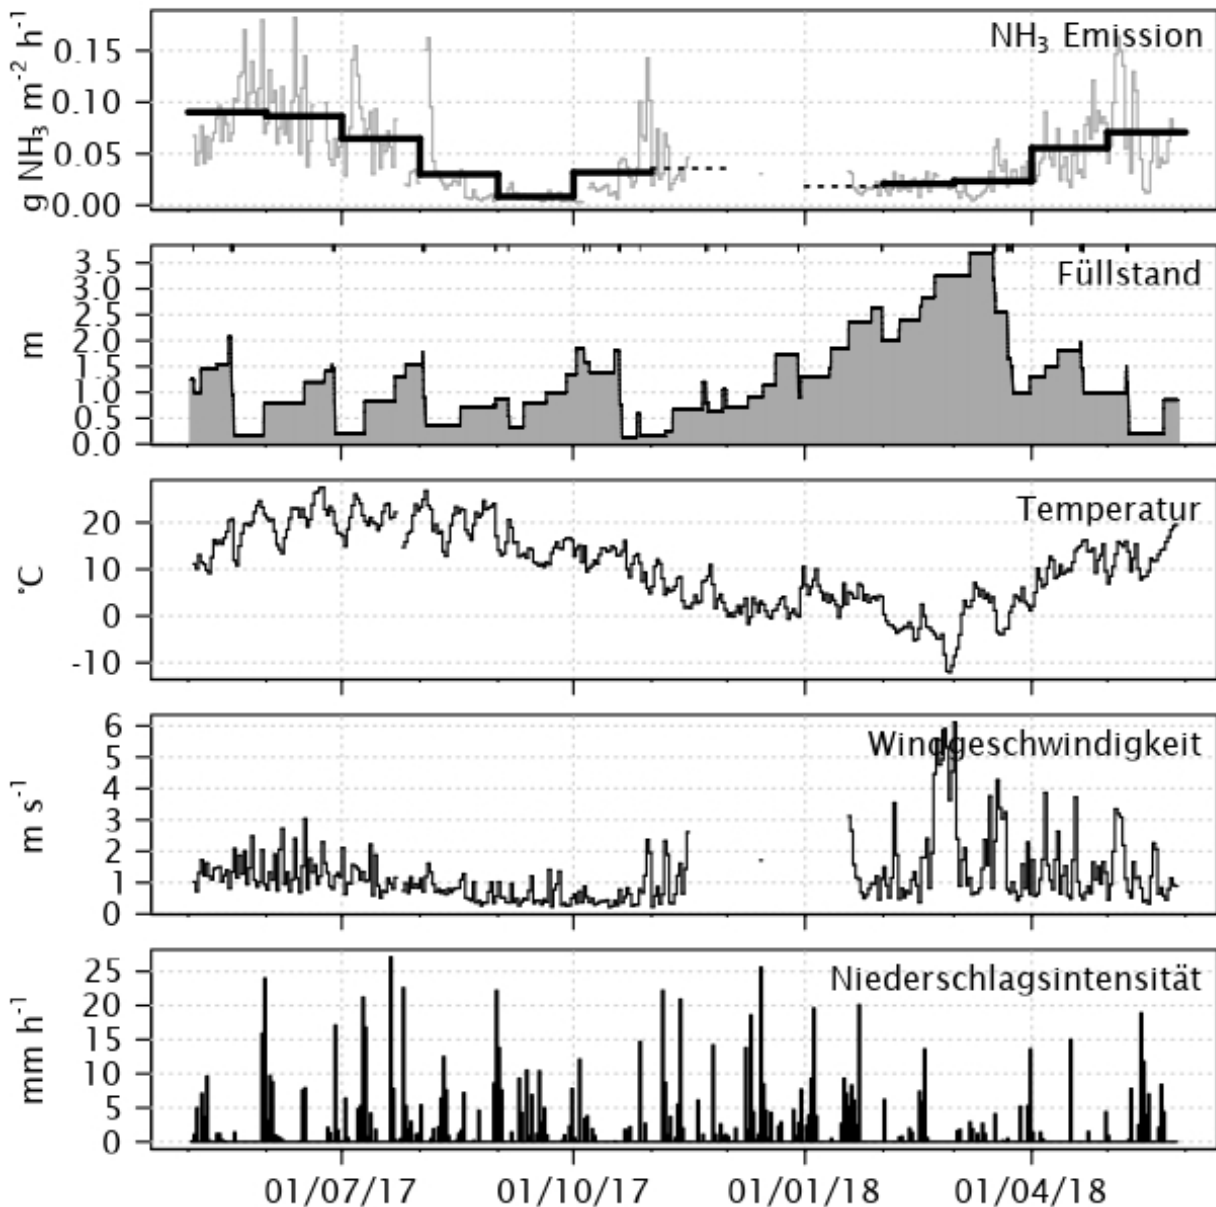 NH₃ Emission
g NH₃ m⁻² h⁻¹
0.15
0.10
0.05
0.00
Füllstand
m
3.5
3.0
2.5
2.0
1.5
1.0
0.5
0.0
Temperatur
°C
20
10
0
-10
Windgeschwindigkeit
m s⁻¹
6
5
4
3
2
1
0
Niederschlagsintensität
mm h⁻¹
25
20
15
10
5
0
01/07/17 01/10/17 01/01/18 01/04/18